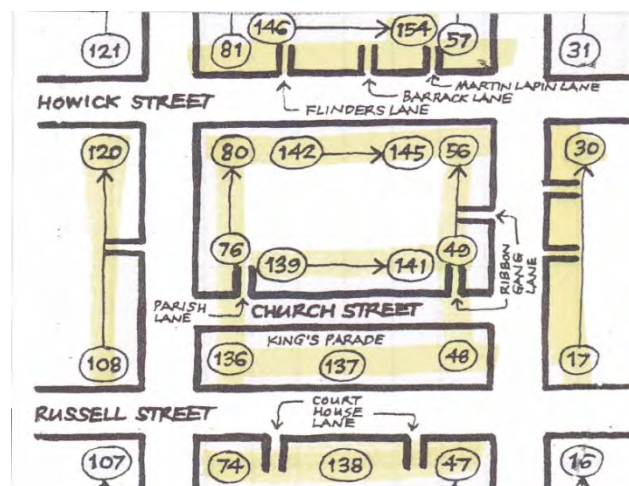 146 154
121 81 57 31
HOWICK STREET
FLINDERS LANE
BARRACK LANE
MARTIN LAPIN LANE
120 80 142 145 56 30
76 139 141 49
PARISH
LANE
CHURCH STREET
RIBBON
GANG
LANE
KING'S PARADE
108 136 137 48 17
RUSSELL STREET
COURT
HOUSE
LANE
107 74 138 47 16